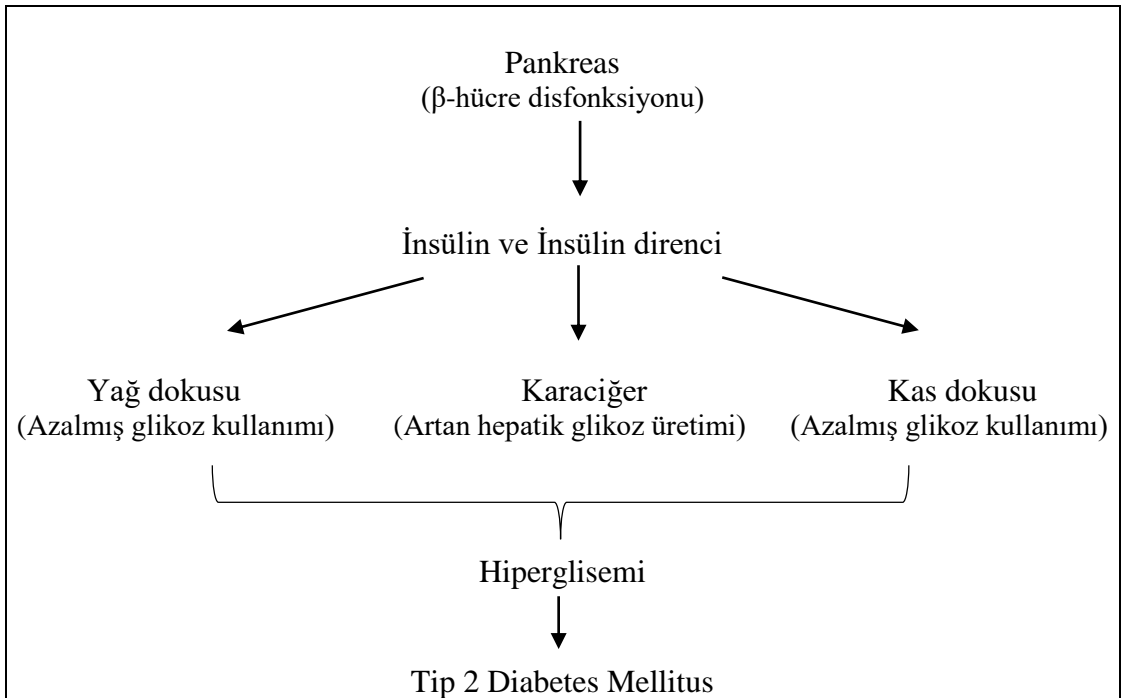 Pankreas
(β-hücre disfonksiyonu)
İnsülin ve İnsülin direnci
Yağ dokusu
(Azalmış glikoz kullanımı)
Karaciğer
(Artan hepatik glikoz üretimi)
Kas dokusu
(Azalmış glikoz kullanımı)
Hiperglisemi
Tip 2 Diabetes Mellitus